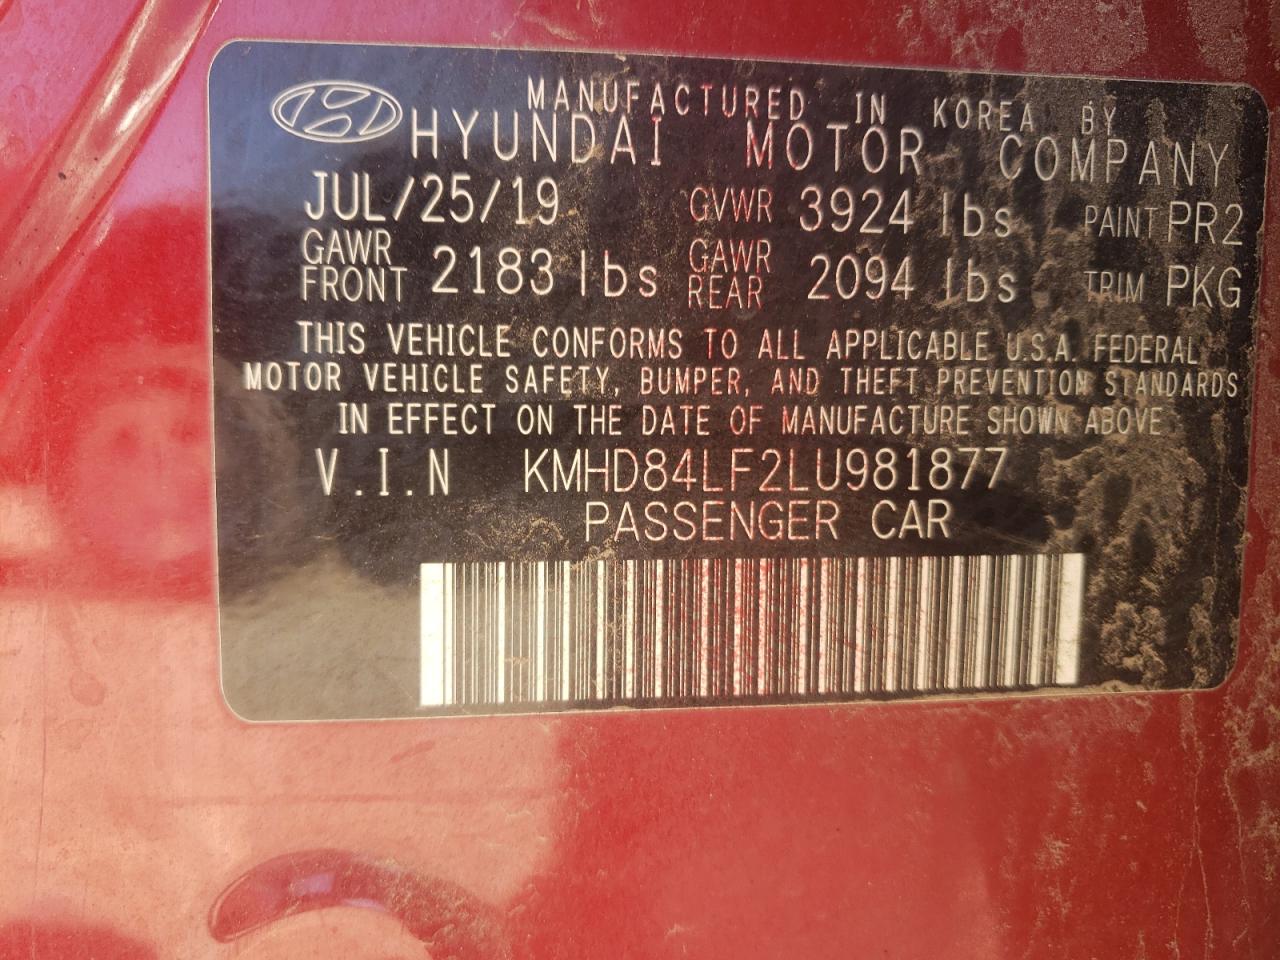 MANUFACTURED IN KOREA BY
HYUNDAI MOTOR COMPANY
JUL/25/19 GVWR 3924 lbs PAINT PR2
GAWR FRONT 2183 lbs GAWR REAR 2094 lbs TRIM PKG
THIS VEHICLE CONFORMS TO ALL APPLICABLE U.S.A. FEDERAL
MOTOR VEHICLE SAFETY, BUMPER, AND THEFT PREVENTION STANDARDS
IN EFFECT ON THE DATE OF MANUFACTURE SHOWN ABOVE
V.I.N KMHD84LF2LU981877
PASSENGER CAR